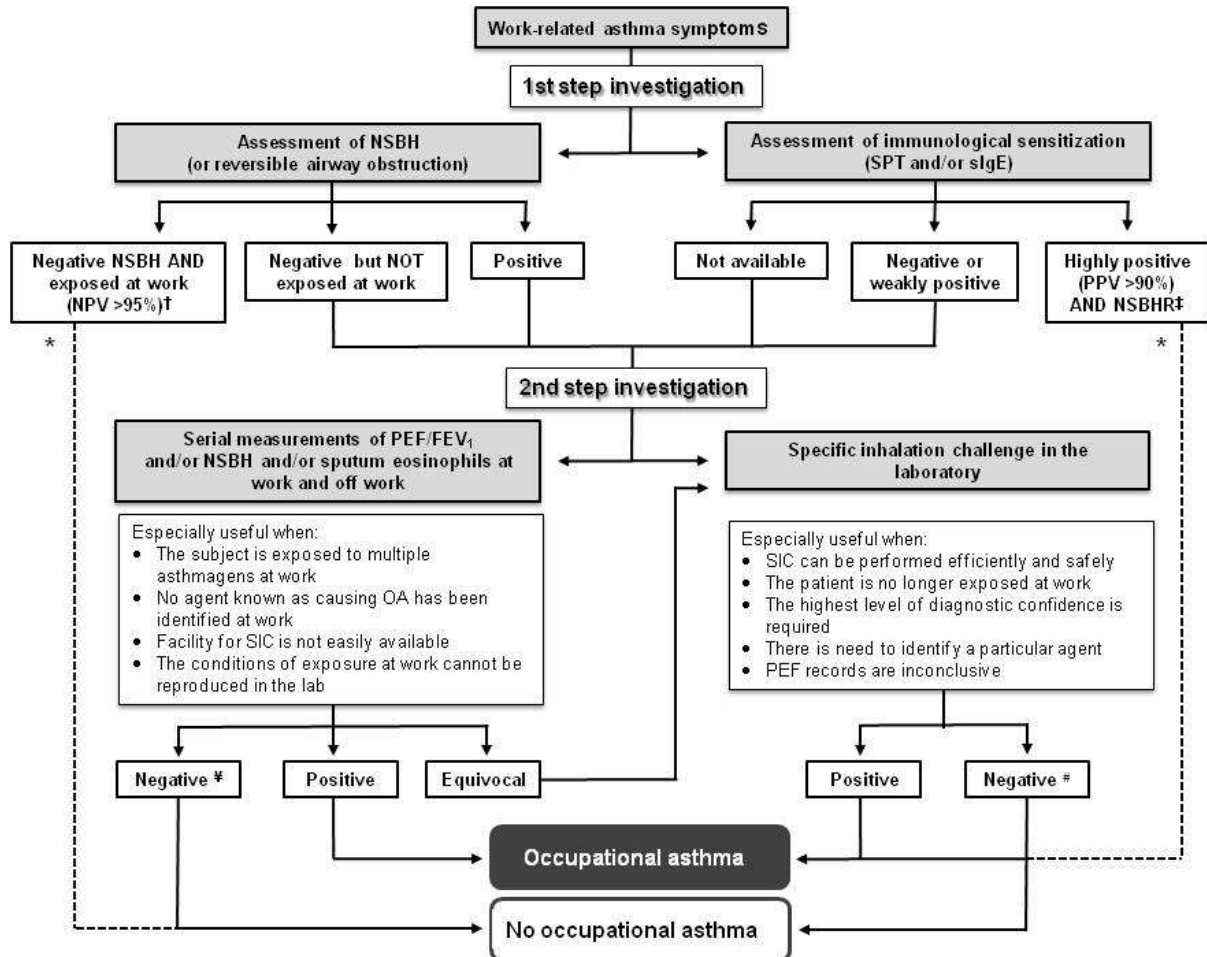 Work-related asthma symptoms
1st step investigation
Assessment of NSBH
(or reversible airway obstruction)
Assessment of immunological sensitization
(SPT and/or sIgE)
Negative NSBH AND
exposed at work
(NPV >95%)†
Negative but NOT
exposed at work
Positive
Not available
Negative or
weakly positive
Highly positive
(PPV >90%)
AND NSBHR‡
*
*
2nd step investigation
Serial measurements of PEF/FEV₁
and/or NSBH and/or sputum eosinophils at
work and off work
Specific inhalation challenge in the
laboratory
Especially useful when:
• The subject is exposed to multiple
asthmagens at work
• No agent known as causing OA has been
identified at work
• Facility for SIC is not easily available
• The conditions of exposure at work cannot be
reproduced in the lab
Especially useful when:
• SIC can be performed efficiently and safely
• The patient is no longer exposed at work
• The highest level of diagnostic confidence is
required
• There is need to identify a particular agent
• PEF records are inconclusive
Negative ¥
Positive
Equivocal
Positive
Negative #
Occupational asthma
No occupational asthma